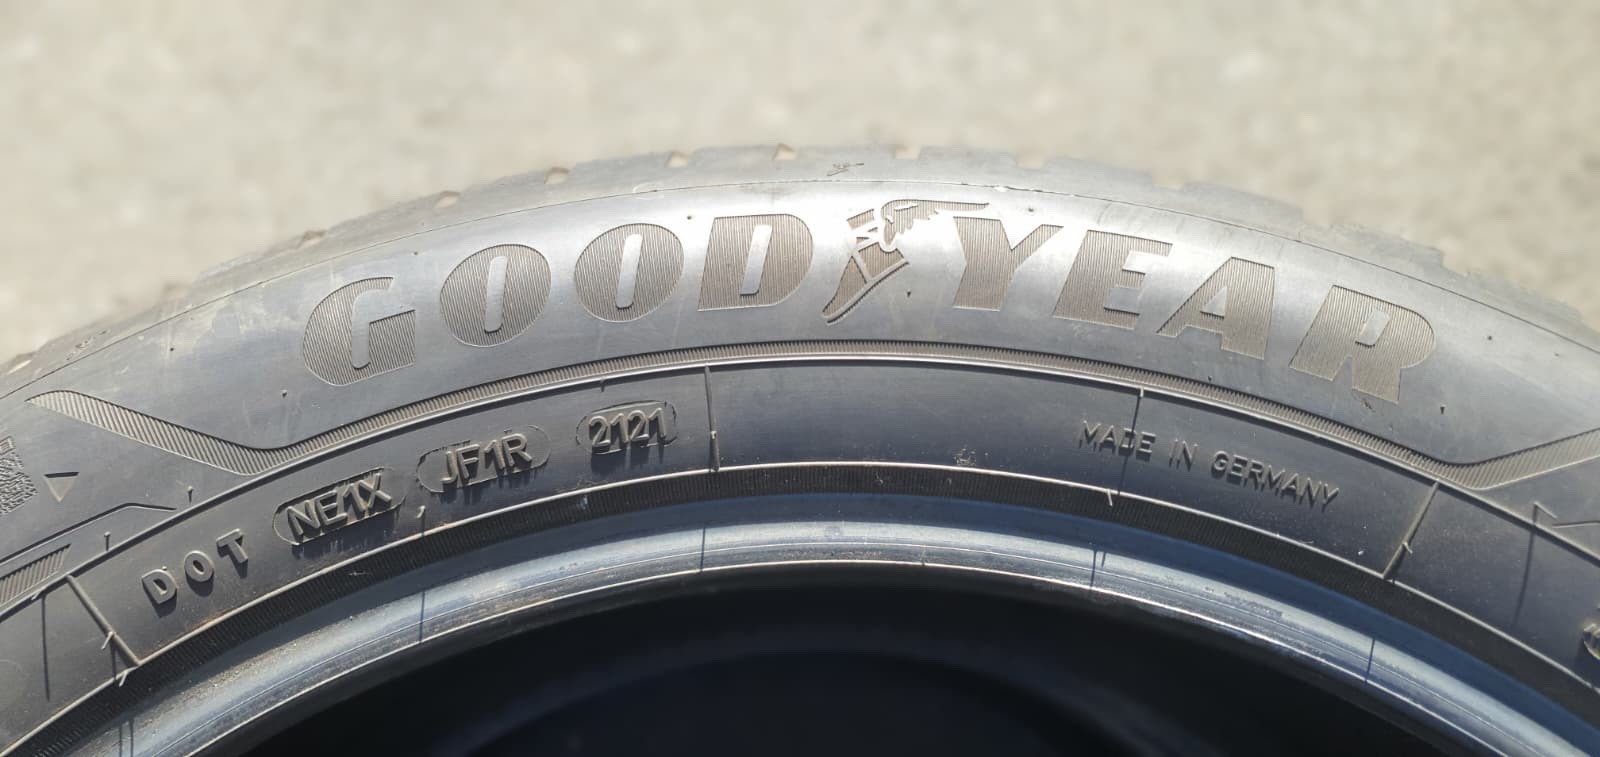 GOODYEAR
DOT NE1X JF1R 2121
MADE IN GERMANY